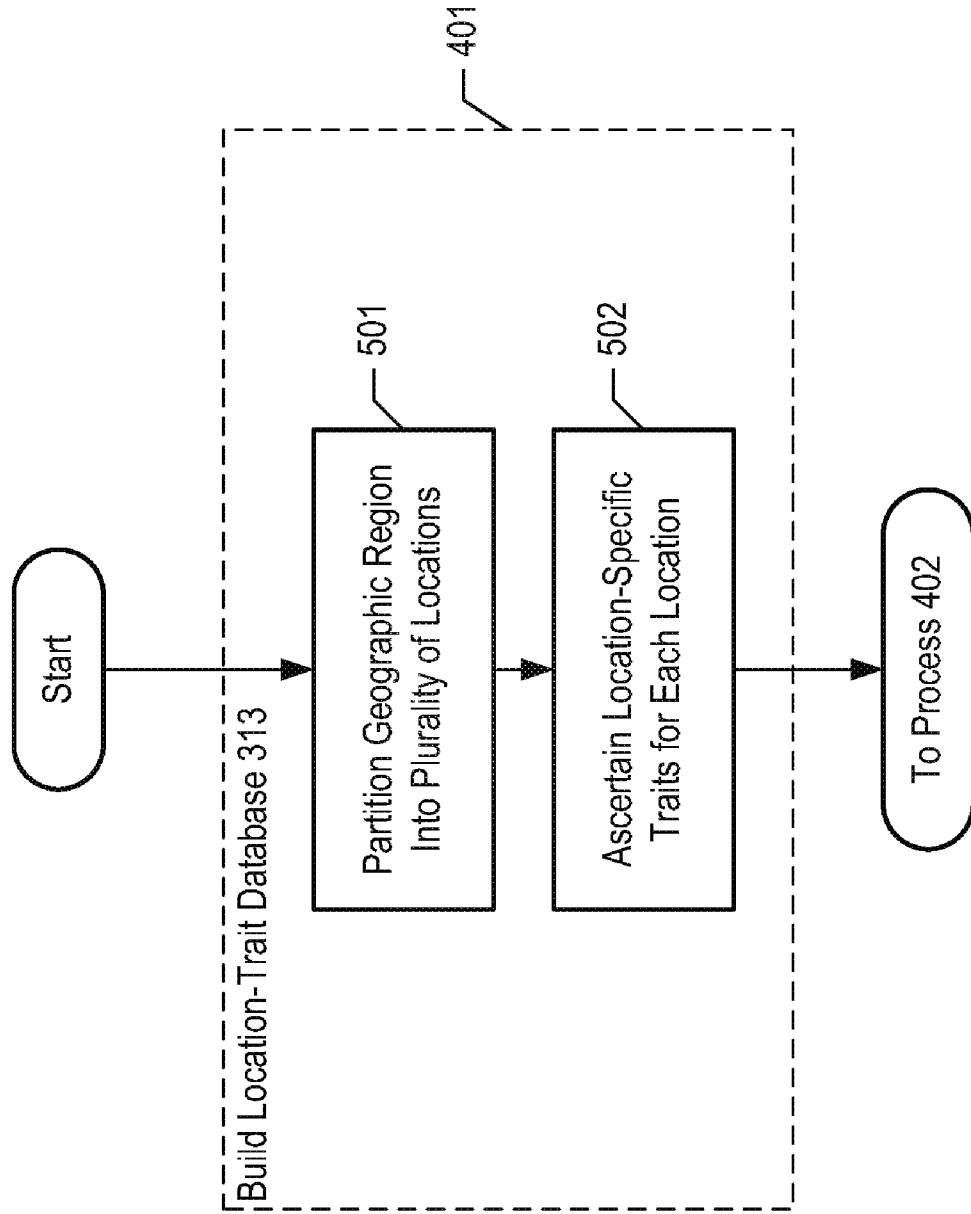 Start
Build Location-Trait Database 313
401
Partition Geographic Region
Into Plurality of Locations
501
Ascertain Location-Specific
Traits for Each Location
502
To Process 402